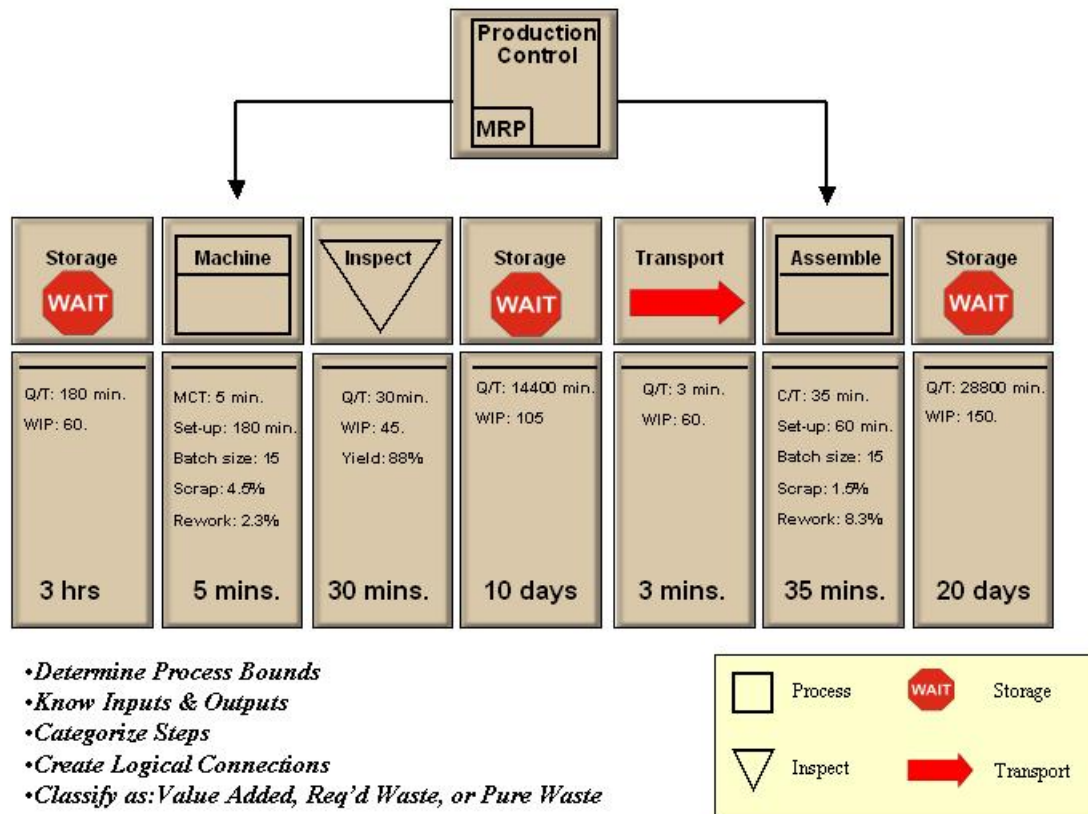 Production
Control
MRP
Storage
WAIT
Machine
Inspect
Storage
WAIT
Transport
Assemble
Storage
WAIT
Q/T: 180 min.
WIP: 60.
3 hrs
MCT: 5 min.
Set-up: 180 min.
Batch size: 15
Scrap: 4.5%
Rework: 2.3%
5 mins.
Q/T: 30min.
WIP: 45.
Yield: 88%
30 mins.
Q/T: 14400 min.
WIP: 105
10 days
Q/T: 3 min.
WIP: 60.
3 mins.
C/T: 35 min.
Set-up: 60 min.
Batch size: 15
Scrap: 1.5%
Rework: 8.3%
35 mins.
Q/T: 28800 min.
WIP: 150.
20 days
•Determine Process Bounds
•Know Inputs & Outputs
•Categorize Steps
•Create Logical Connections
•Classify as:Value Added, Req'd Waste, or Pure Waste
Process
WAIT
Storage
Inspect
Transport